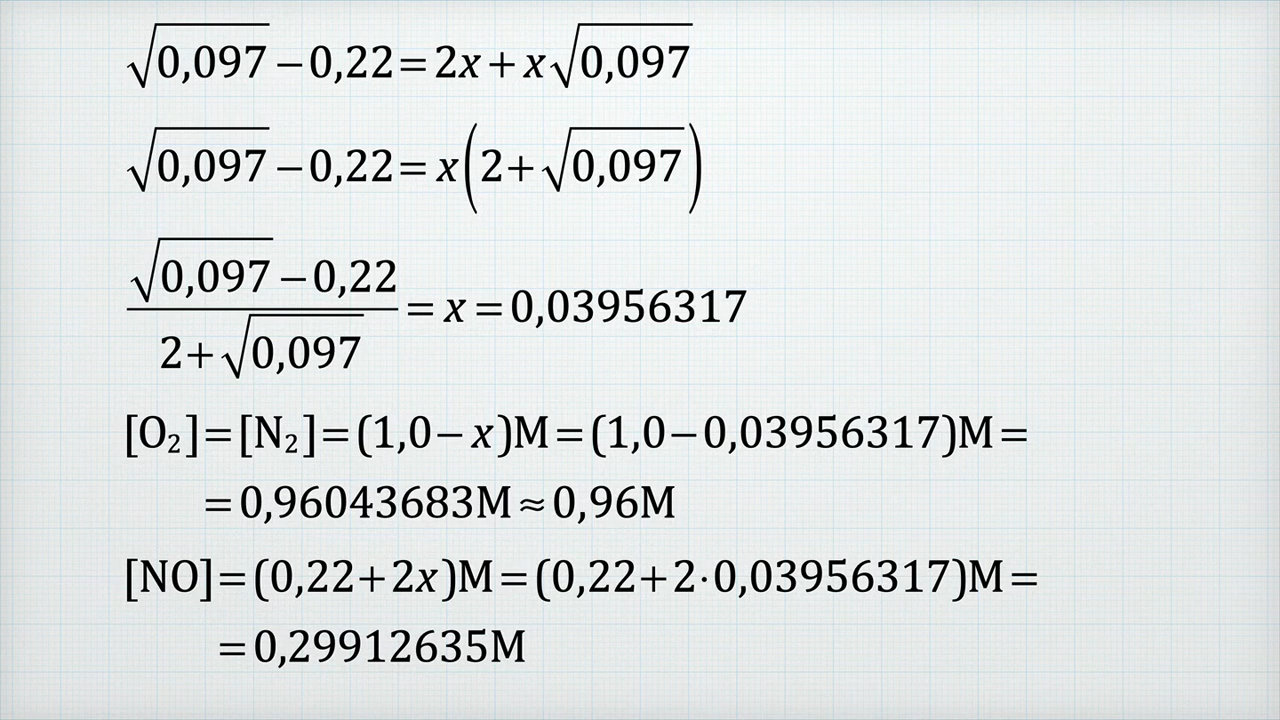 √0,097 − 0,22 = 2x + x√0,097
√0,097 − 0,22 = x(2 + √0,097)
(√0,097 − 0,22) / (2 + √0,097) = x = 0,03956317
[O₂] = [N₂] = (1,0 − x)M = (1,0 − 0,03956317)M =
= 0,96043683M ≈ 0,96M
[NO] = (0,22 + 2x)M = (0,22 + 2·0,03956317)M =
= 0,29912635M